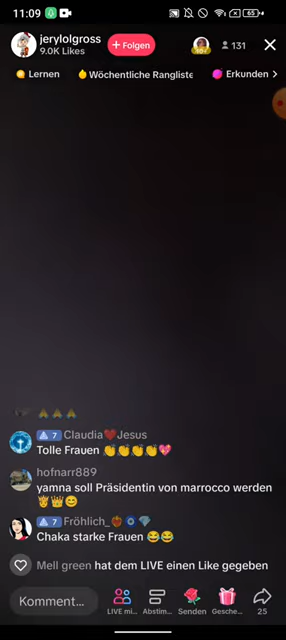 11:09
65
jerylolgross
9.0K Likes
+ Folgen
131
Lernen
Wöchentliche Rangliste
Erkunden >
7 Claudia❤️Jesus
Tolle Frauen 👏👏👏👏💖
hofnarr889
yamna soll Präsidentin von marrocco werden
👸👑😊
7 Fröhlich_
Chaka starke Frauen 😂😂
Mell green hat dem LIVE einen Like gegeben
Komment...
LIVE mi...
Abstim...
Senden
Gesche...
25